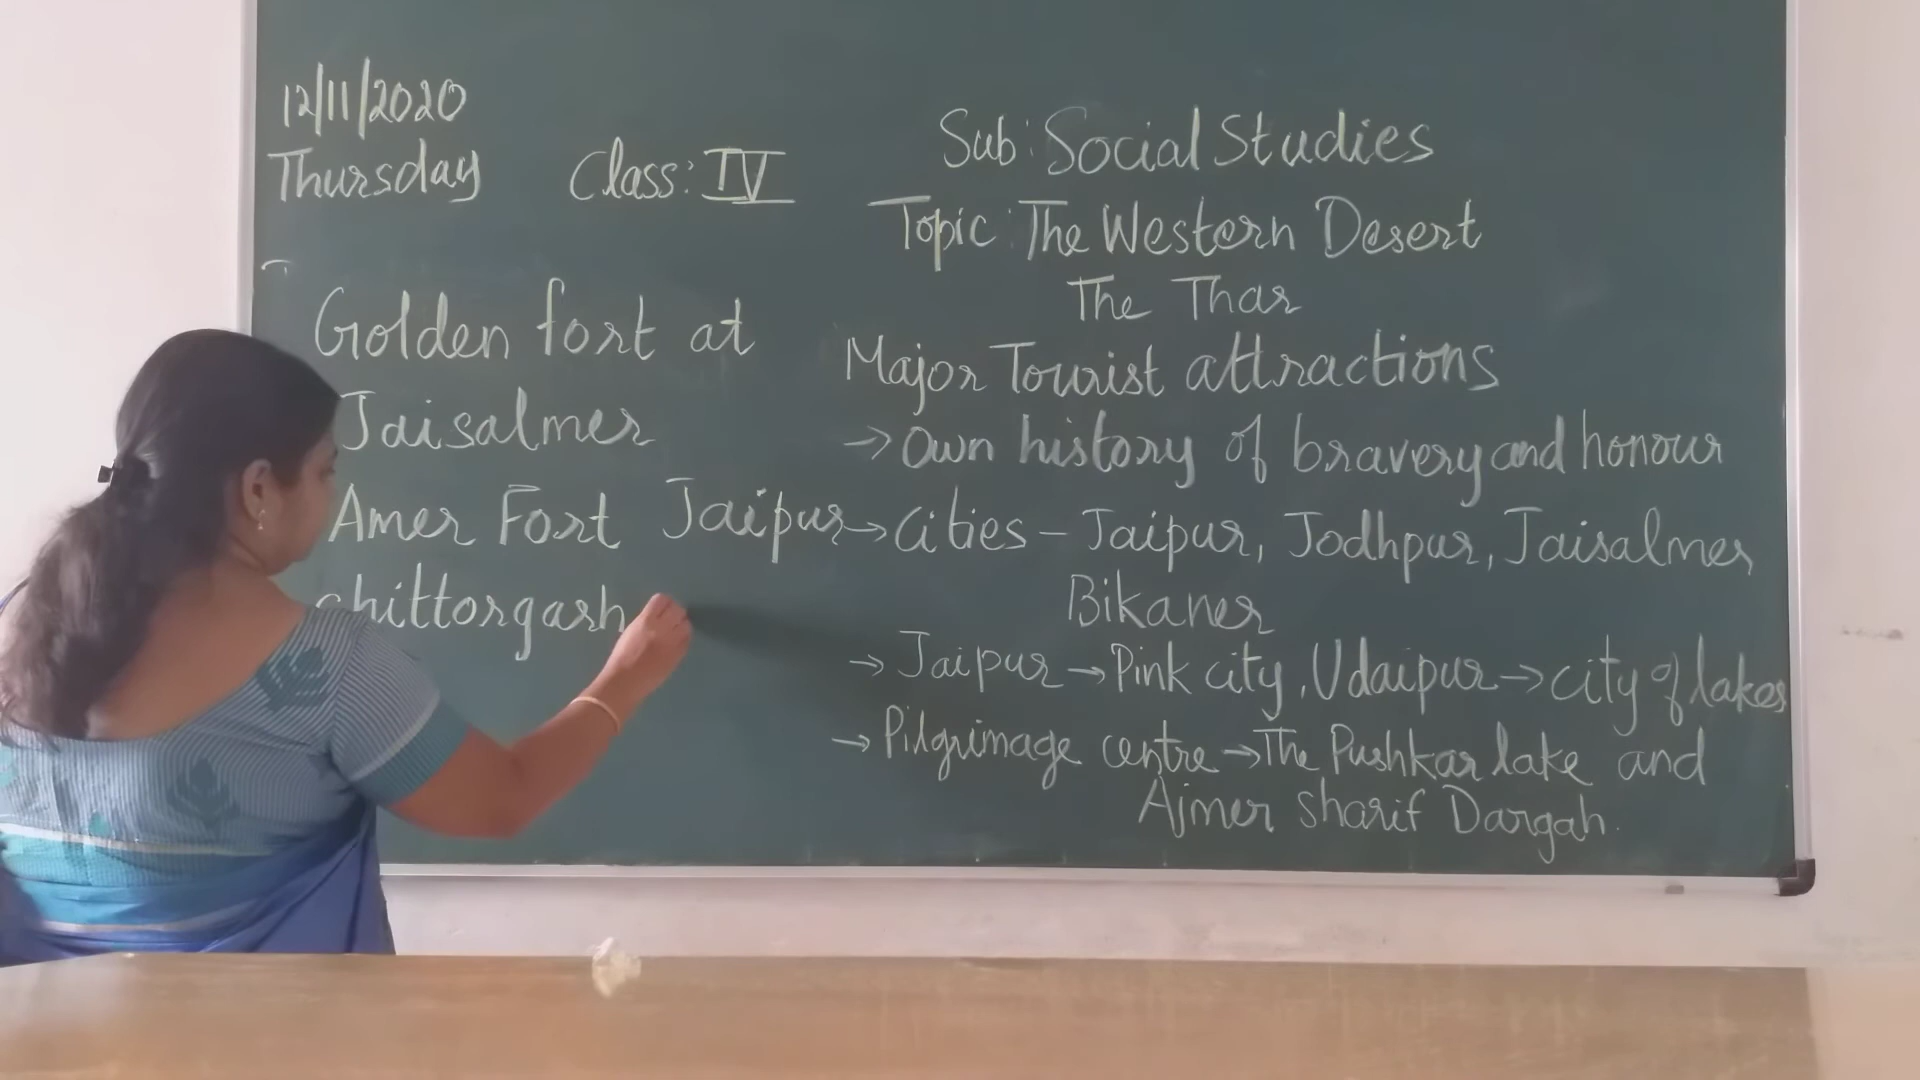 12/11/2020
Thursday
Class: IV
Golden fort at
Jaisalmer
Amer Fort Jaipur
chittorgarh
Sub: Social Studies
Topic: The Western Desert
The Thar
Major Tourist attractions
→ Own history of bravery and honour
→ Cities – Jaipur, Jodhpur, Jaisalmer
Bikaner
→ Jaipur → Pink city, Udaipur → city of lakes
→ Pilgrimage centre → The Pushkar lake and
Ajmer Sharif Dargah.